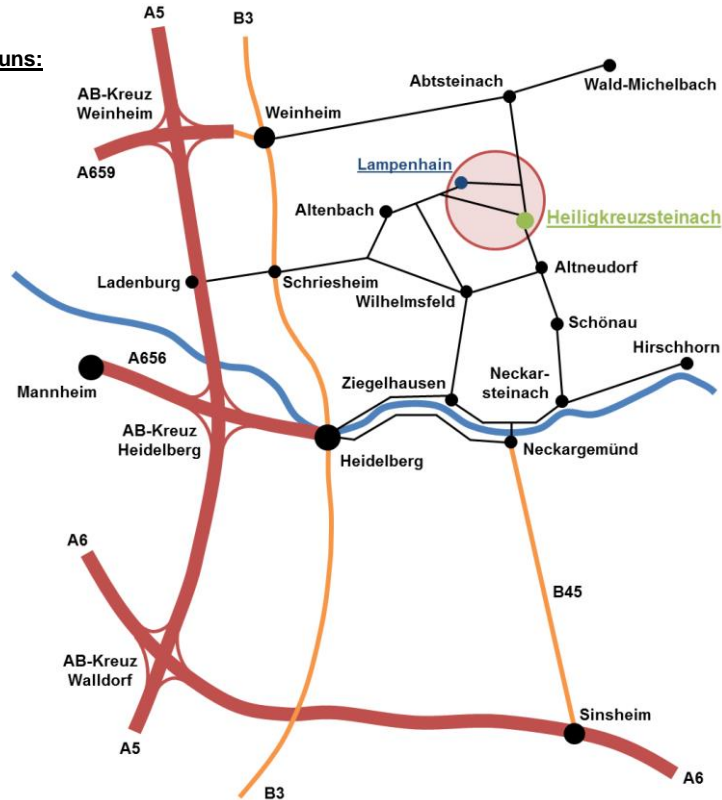 A5
B3
uns:
AB-Kreuz
Weinheim
Weinheim
Abtsteinach
Wald-Michelbach
A659
Lampenhain
Altenbach
Heiligkreuzsteinach
Ladenburg
Schriesheim
Wilhelmsfeld
Altneudorf
Schönau
Hirschhorn
A656
Mannheim
Ziegelhausen
Neckar-
steinach
AB-Kreuz
Heidelberg
Heidelberg
Neckargemünd
A6
B45
AB-Kreuz
Walldorf
Sinsheim
A5
A6
B3